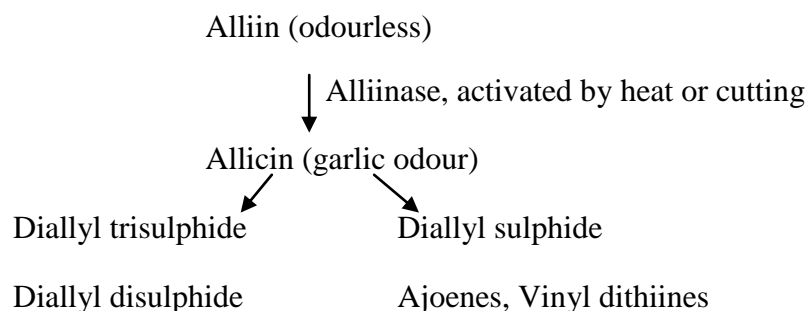 Alliin (odourless)
Alliinase, activated by heat or cutting
Allicin (garlic odour)
Diallyl trisulphide Diallyl sulphide
Diallyl disulphide Ajoenes, Vinyl dithiines